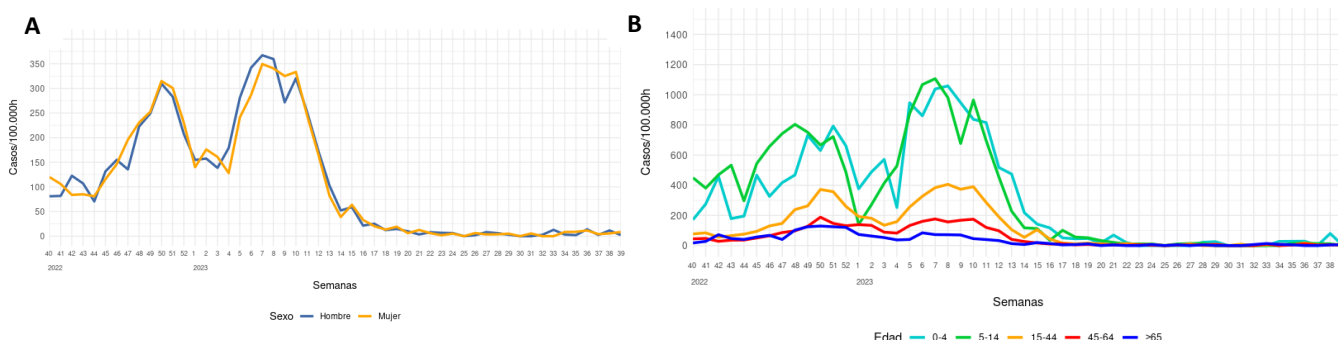 A
Casos/100.000h
350
300
250
200
150
100
50
0
40 41 42 43 44 45 46 47 48 49 50 51 52 1 2 3 4 5 6 7 8 9 10 11 12 13 14 15 16 17 18 19 20 21 22 23 24 25 26 27 28 29 30 31 32 33 34 35 36 37 38 39
2022 2023
Semanas
Sexo Hombre Mujer
B
Casos/100.000h
1400
1200
1000
800
600
400
200
0
40 41 42 43 44 45 46 47 48 49 50 51 52 1 2 3 4 5 6 7 8 9 10 11 12 13 14 15 16 17 18 19 20 21 22 23 24 25 26 27 28 29 30 31 32 33 34 35 36 37 38
2022 2023
Semanas
Edad 0-4 5-14 15-44 45-64 >65